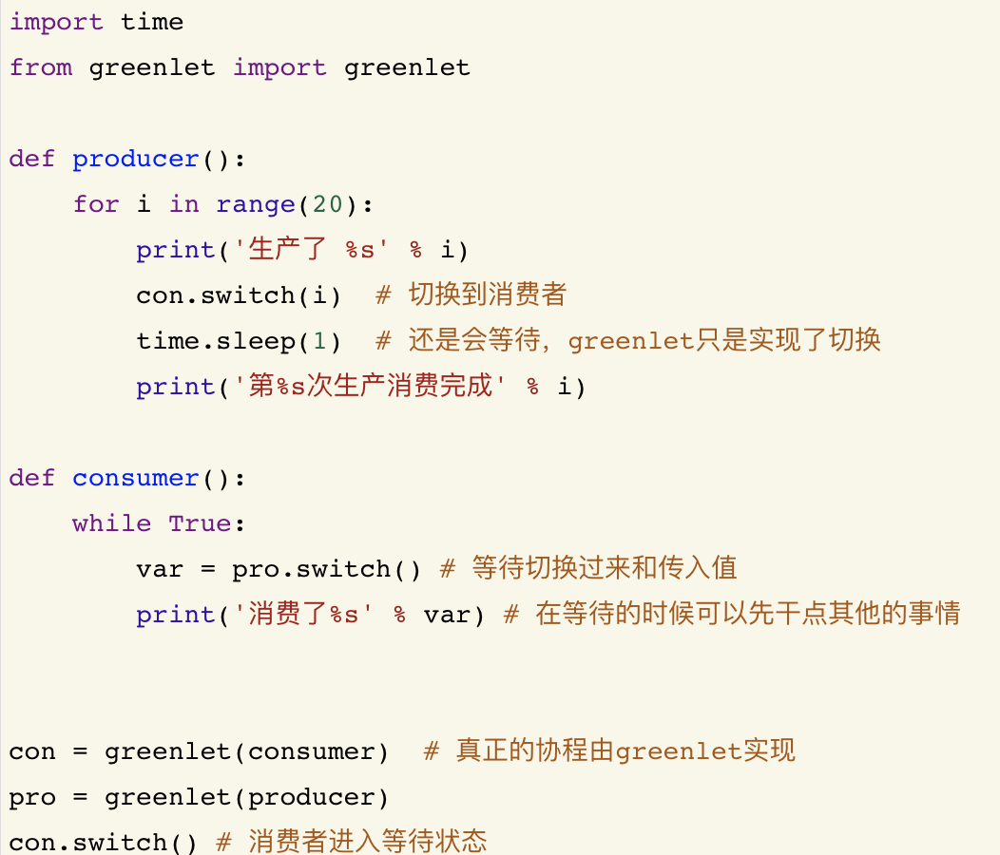 import time
from greenlet import greenlet
def producer():
    for i in range(20):
        print('生产了 %s' % i)
        con.switch(i)  # 切换到消费者
        time.sleep(1)  # 还是会等待，greenlet只是实现了切换
        print('第%s次生产消费完成' % i)
def consumer():
    while True:
        var = pro.switch() # 等待切换过来和传入值
        print('消费了%s' % var) # 在等待的时候可以先干点其他的事情
con = greenlet(consumer)  # 真正的协程由greenlet实现
pro = greenlet(producer)
con.switch() # 消费者进入等待状态